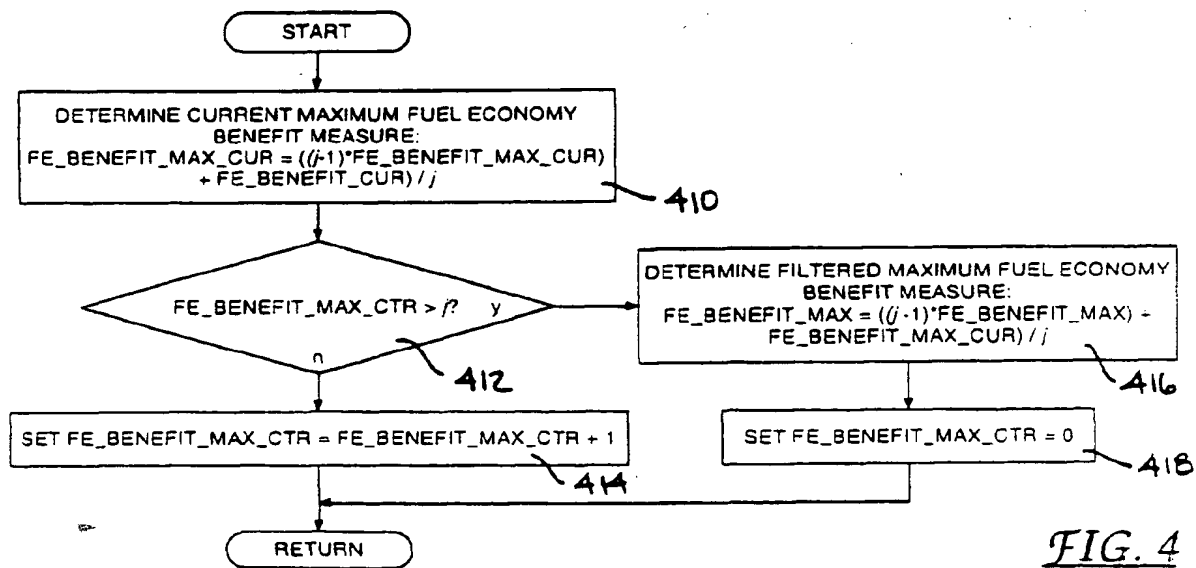 START
DETERMINE CURRENT MAXIMUM FUEL ECONOMY
BENEFIT MEASURE:
FE_BENEFIT_MAX_CUR = ((j-1)*FE_BENEFIT_MAX_CUR)
+ FE_BENEFIT_CUR) / j
410
FE_BENEFIT_MAX_CTR > j?
y
n
412
DETERMINE FILTERED MAXIMUM FUEL ECONOMY
BENEFIT MEASURE:
FE_BENEFIT_MAX = ((j -1)*FE_BENEFIT_MAX) +
FE_BENEFIT_MAX_CUR) / j
416
SET FE_BENEFIT_MAX_CTR = FE_BENEFIT_MAX_CTR + 1
414
SET FE_BENEFIT_MAX_CTR = 0
418
RETURN
FIG. 4